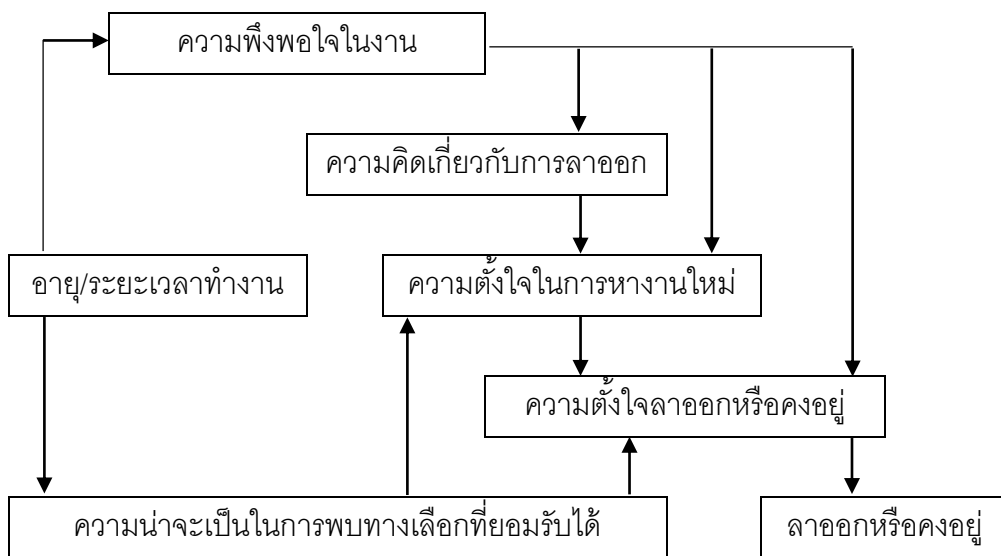 ความพึงพอใจในงาน
ความคิดเกี่ยวกับการลาออก
อายุ/ระยะเวลาทำงาน
ความตั้งใจในการหางานใหม่
ความตั้งใจลาออกหรือคงอยู่
ความน่าจะเป็นในการพบทางเลือกที่ยอมรับได้
ลาออกหรือคงอยู่